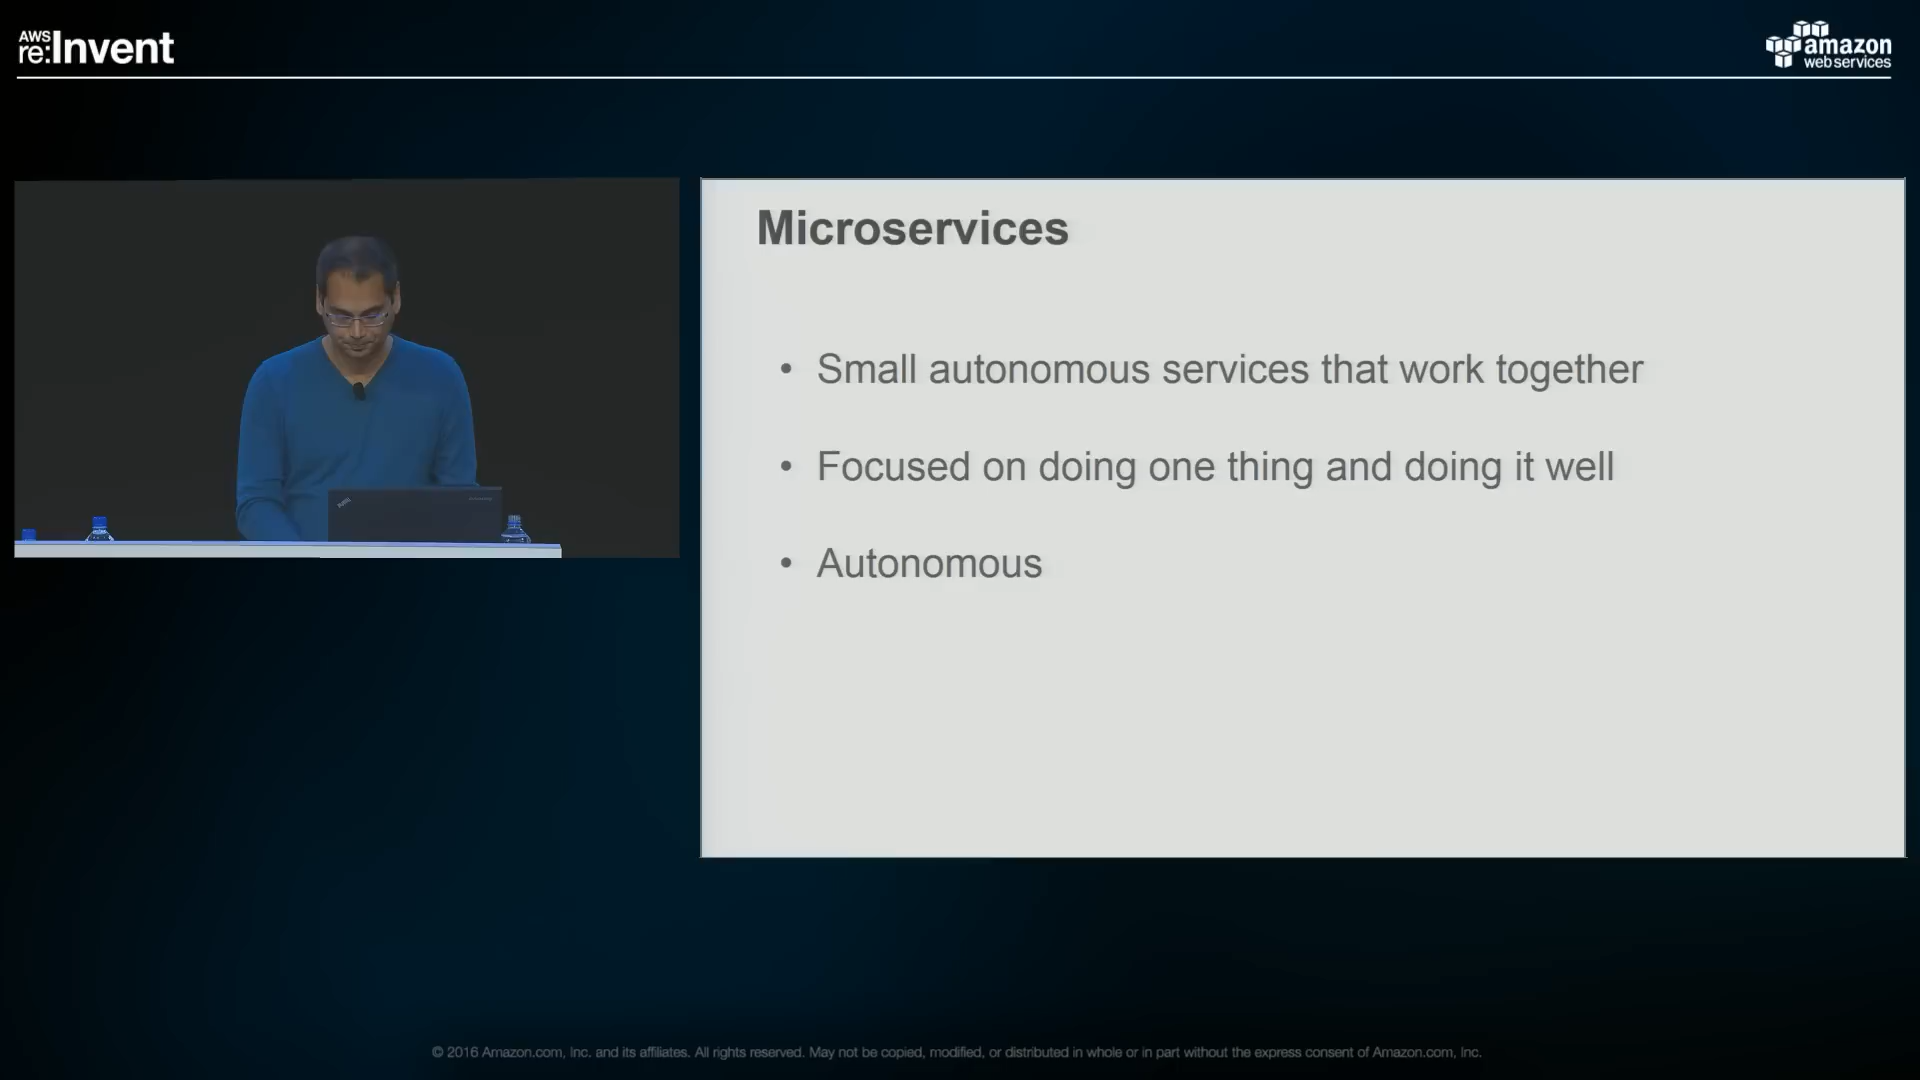 AWS
re:Invent
amazon
web services
Microservices
• Small autonomous services that work together
• Focused on doing one thing and doing it well
• Autonomous
© 2016 Amazon.com, Inc. and its affiliates. All rights reserved. May not be copied, modified, or distributed in whole or in part without the express consent of Amazon.com, Inc.